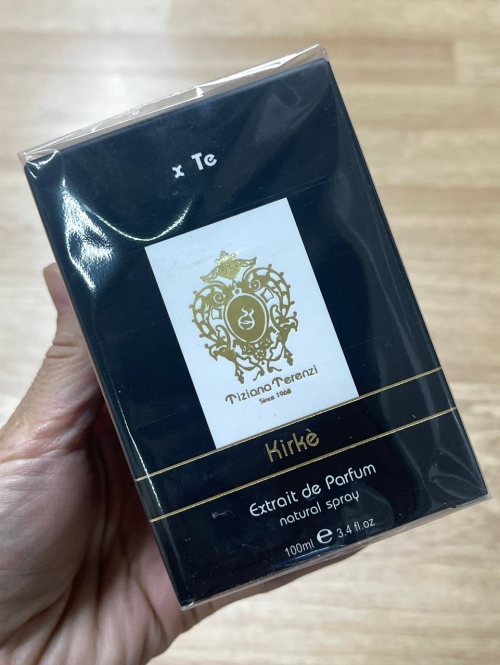 x Te
Tiziana Terenzi
Since 1968
Kirkè
Extrait de Parfum
natural spray
100ml e 3.4 fl.oz